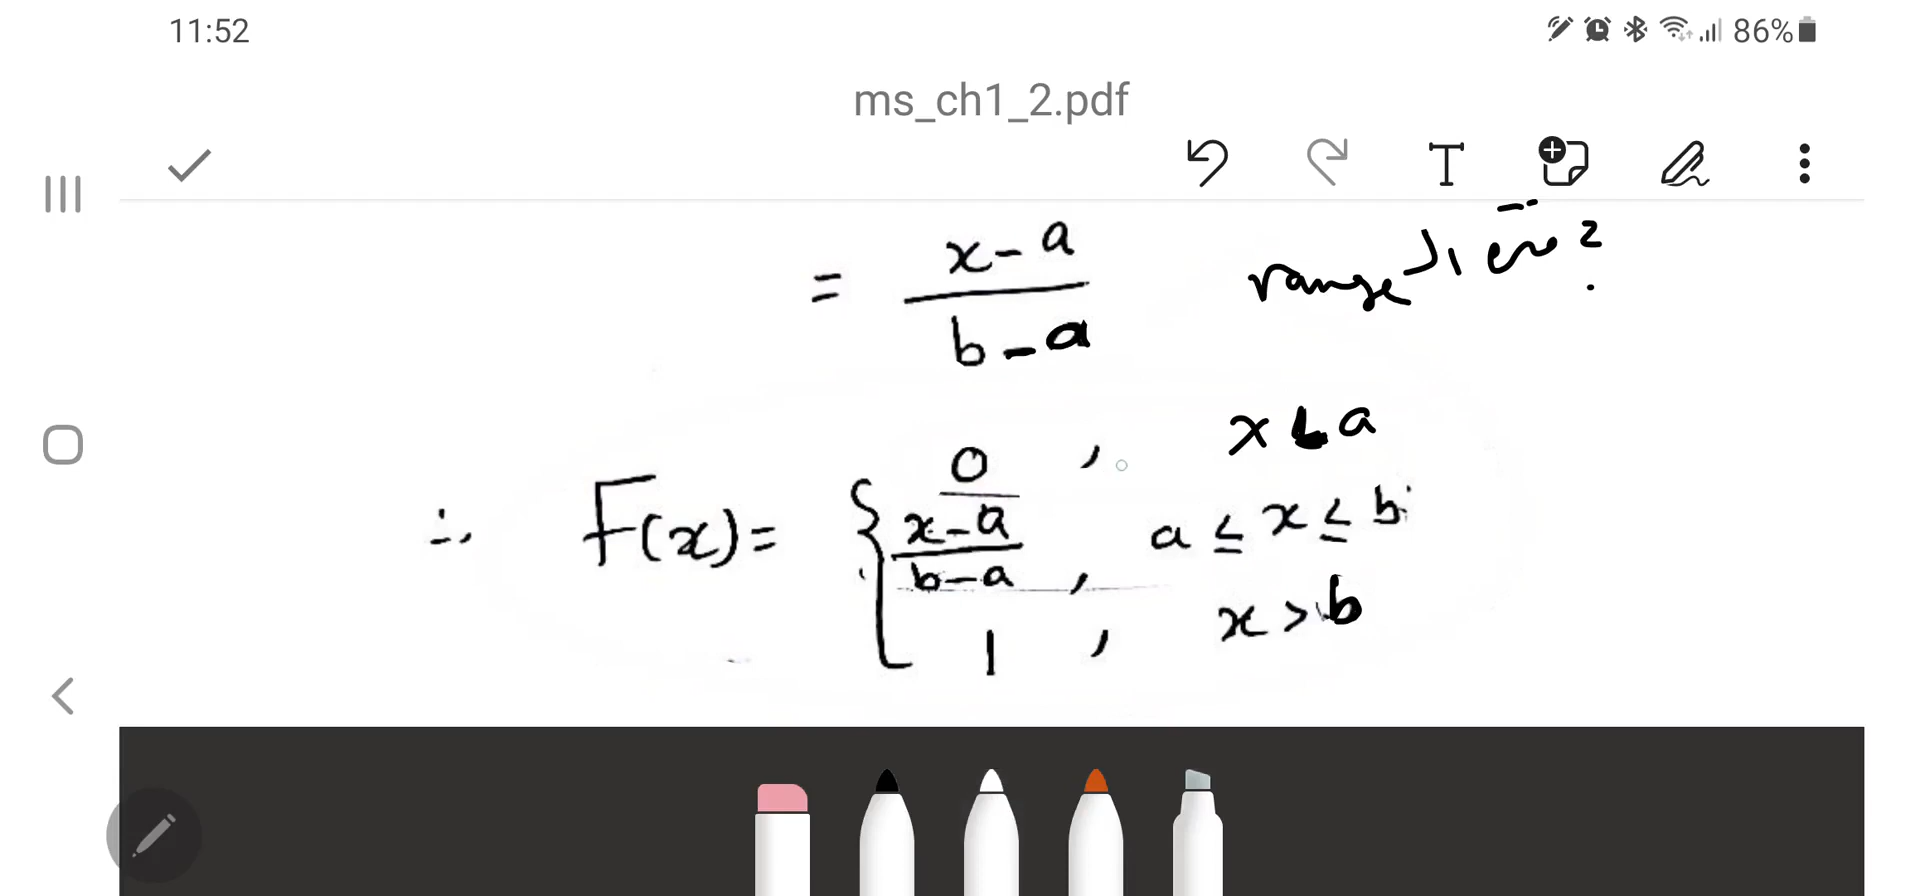 11:52 86%
ms_ch1_2.pdf
T
= x-a / b-a range
∴ F(x) = { 0 , x < a
x-a / b-a , a ≤ x ≤ b
1 , x > b